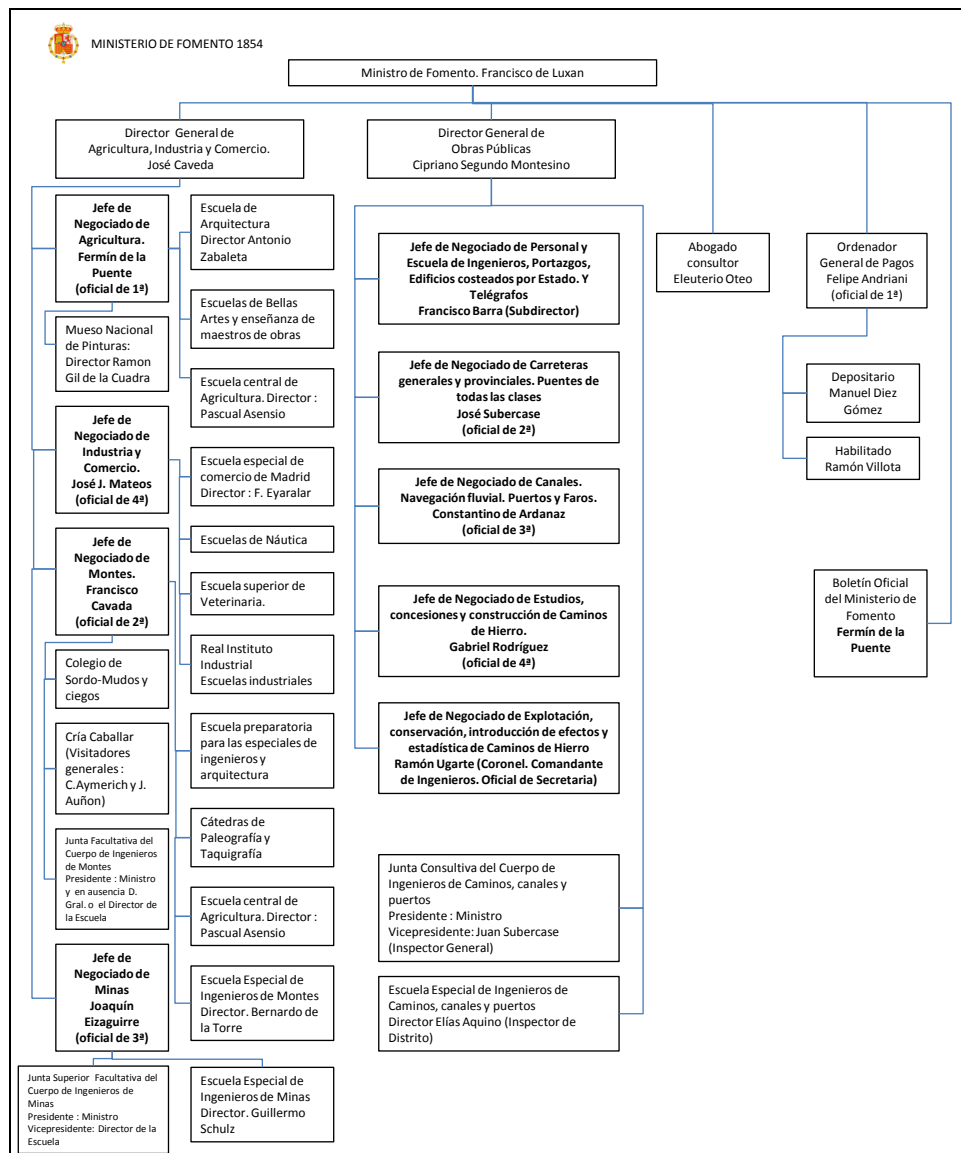 MINISTERIO DE FOMENTO 1854
Ministro de Fomento. Francisco de Luxan
Director General de
Agricultura, Industria y Comercio.
José Caveda
Director General de
Obras Públicas
Cipriano Segundo Montesino
Jefe de
Negociado de
Agricultura.
Fermín de la
Puente
(oficial de 1ª)
Mueso Nacional
de Pinturas:
Director Ramon
Gil de la Cuadra
Jefe de
Negociado de
Industria y
Comercio.
José J. Mateos
(oficial de 4ª)
Jefe de
Negociado de
Montes.
Francisco
Cavada
(oficial de 2ª)
Colegio de
Sordo-Mudos y
ciegos
Cría Caballar
(Visitadores
generales :
C.Aymerich y J.
Auñon)
Junta Facultativa del
Cuerpo de Ingenieros
de Montes
Presidente : Ministro
y en ausencia D.
Gral. o el Director de
la Escuela
Jefe de
Negociado de
Minas
Joaquín
Eizaguirre
(oficial de 3ª)
Junta Superior Facultativa del
Cuerpo de Ingenieros de
Minas
Presidente : Ministro
Vicepresidente: Director de la
Escuela
Escuela de
Arquitectura
Director Antonio
Zabaleta
Escuelas de Bellas
Artes y enseñanza de
maestros de obras
Escuela central de
Agricultura. Director :
Pascual Asensio
Escuela especial de
comercio de Madrid
Director : F. Eyaralar
Escuelas de Náutica
Escuela superior de
Veterinaria.
Real Instituto
Industrial
Escuelas industriales
Escuela preparatoria
para las especiales de
ingenieros y
arquitectura
Cátedras de
Paleografía y
Taquigrafía
Escuela central de
Agricultura. Director :
Pascual Asensio
Escuela Especial de
Ingenieros de Montes
Director. Bernardo de
la Torre
Escuela Especial de
Ingenieros de Minas
Director. Guillermo
Schulz
Jefe de Negociado de Personal y
Escuela de Ingenieros, Portazgos,
Edificios costeados por Estado. Y
Telégrafos
Francisco Barra (Subdirector)
Jefe de Negociado de Carreteras
generales y provinciales. Puentes de
todas las clases
José Subercase
(oficial de 2ª)
Jefe de Negociado de Canales.
Navegación fluvial. Puertos y Faros.
Constantino de Ardanaz
(oficial de 3ª)
Jefe de Negociado de Estudios,
concesiones y construcción de Caminos
de Hierro.
Gabriel Rodríguez
(oficial de 4ª)
Jefe de Negociado de Explotación,
conservación, introducción de efectos y
estadística de Caminos de Hierro
Ramón Ugarte (Coronel. Comandante
de Ingenieros. Oficial de Secretaria)
Junta Consultiva del Cuerpo de
Ingenieros de Caminos, canales y
puertos
Presidente : Ministro
Vicepresidente: Juan Subercase
(Inspector General)
Escuela Especial de Ingenieros de
Caminos, canales y puertos
Director Elías Aquino (Inspector de
Distrito)
Abogado
consultor
Eleuterio Oteo
Ordenador
General de Pagos
Felipe Andriani
(oficial de 1ª)
Depositario
Manuel Diez
Gómez
Habilitado
Ramón Villota
Boletín Oficial
del Ministerio de
Fomento
Fermín de la
Puente